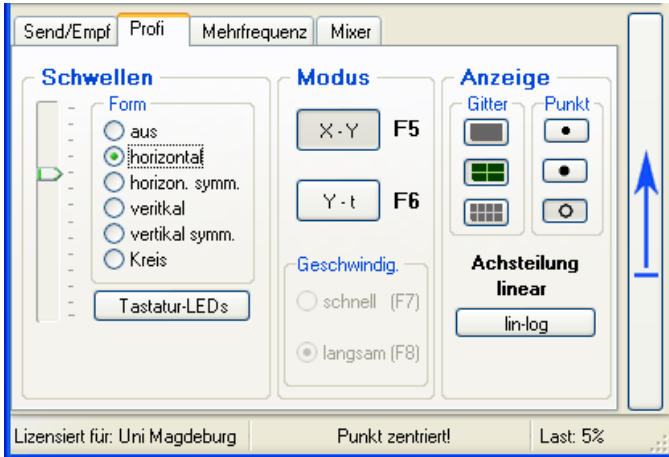 Send/Empf Profi Mehrfrequenz Mixer
Schwellen
Form
aus
horizontal
horizon. symm.
veritkal
vertikal symm.
Kreis
Tastatur-LEDs
Modus
X - Y F5
Y - t F6
Geschwindig.
schnell (F7)
langsam (F8)
Anzeige
Gitter Punkt
Achsteilung
linear
lin-log
Lizensiert für: Uni Magdeburg Punkt zentriert! Last: 5%